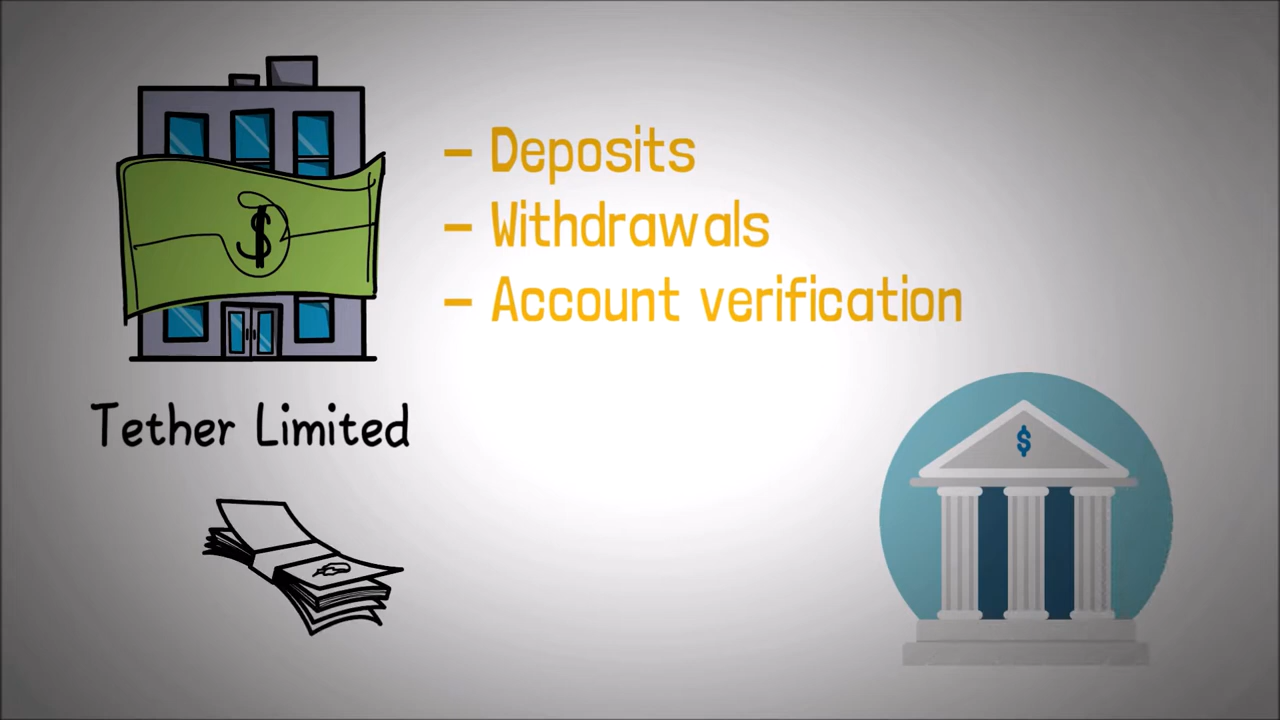 - Deposits
- Withdrawals
- Account verification
Tether Limited
$
$